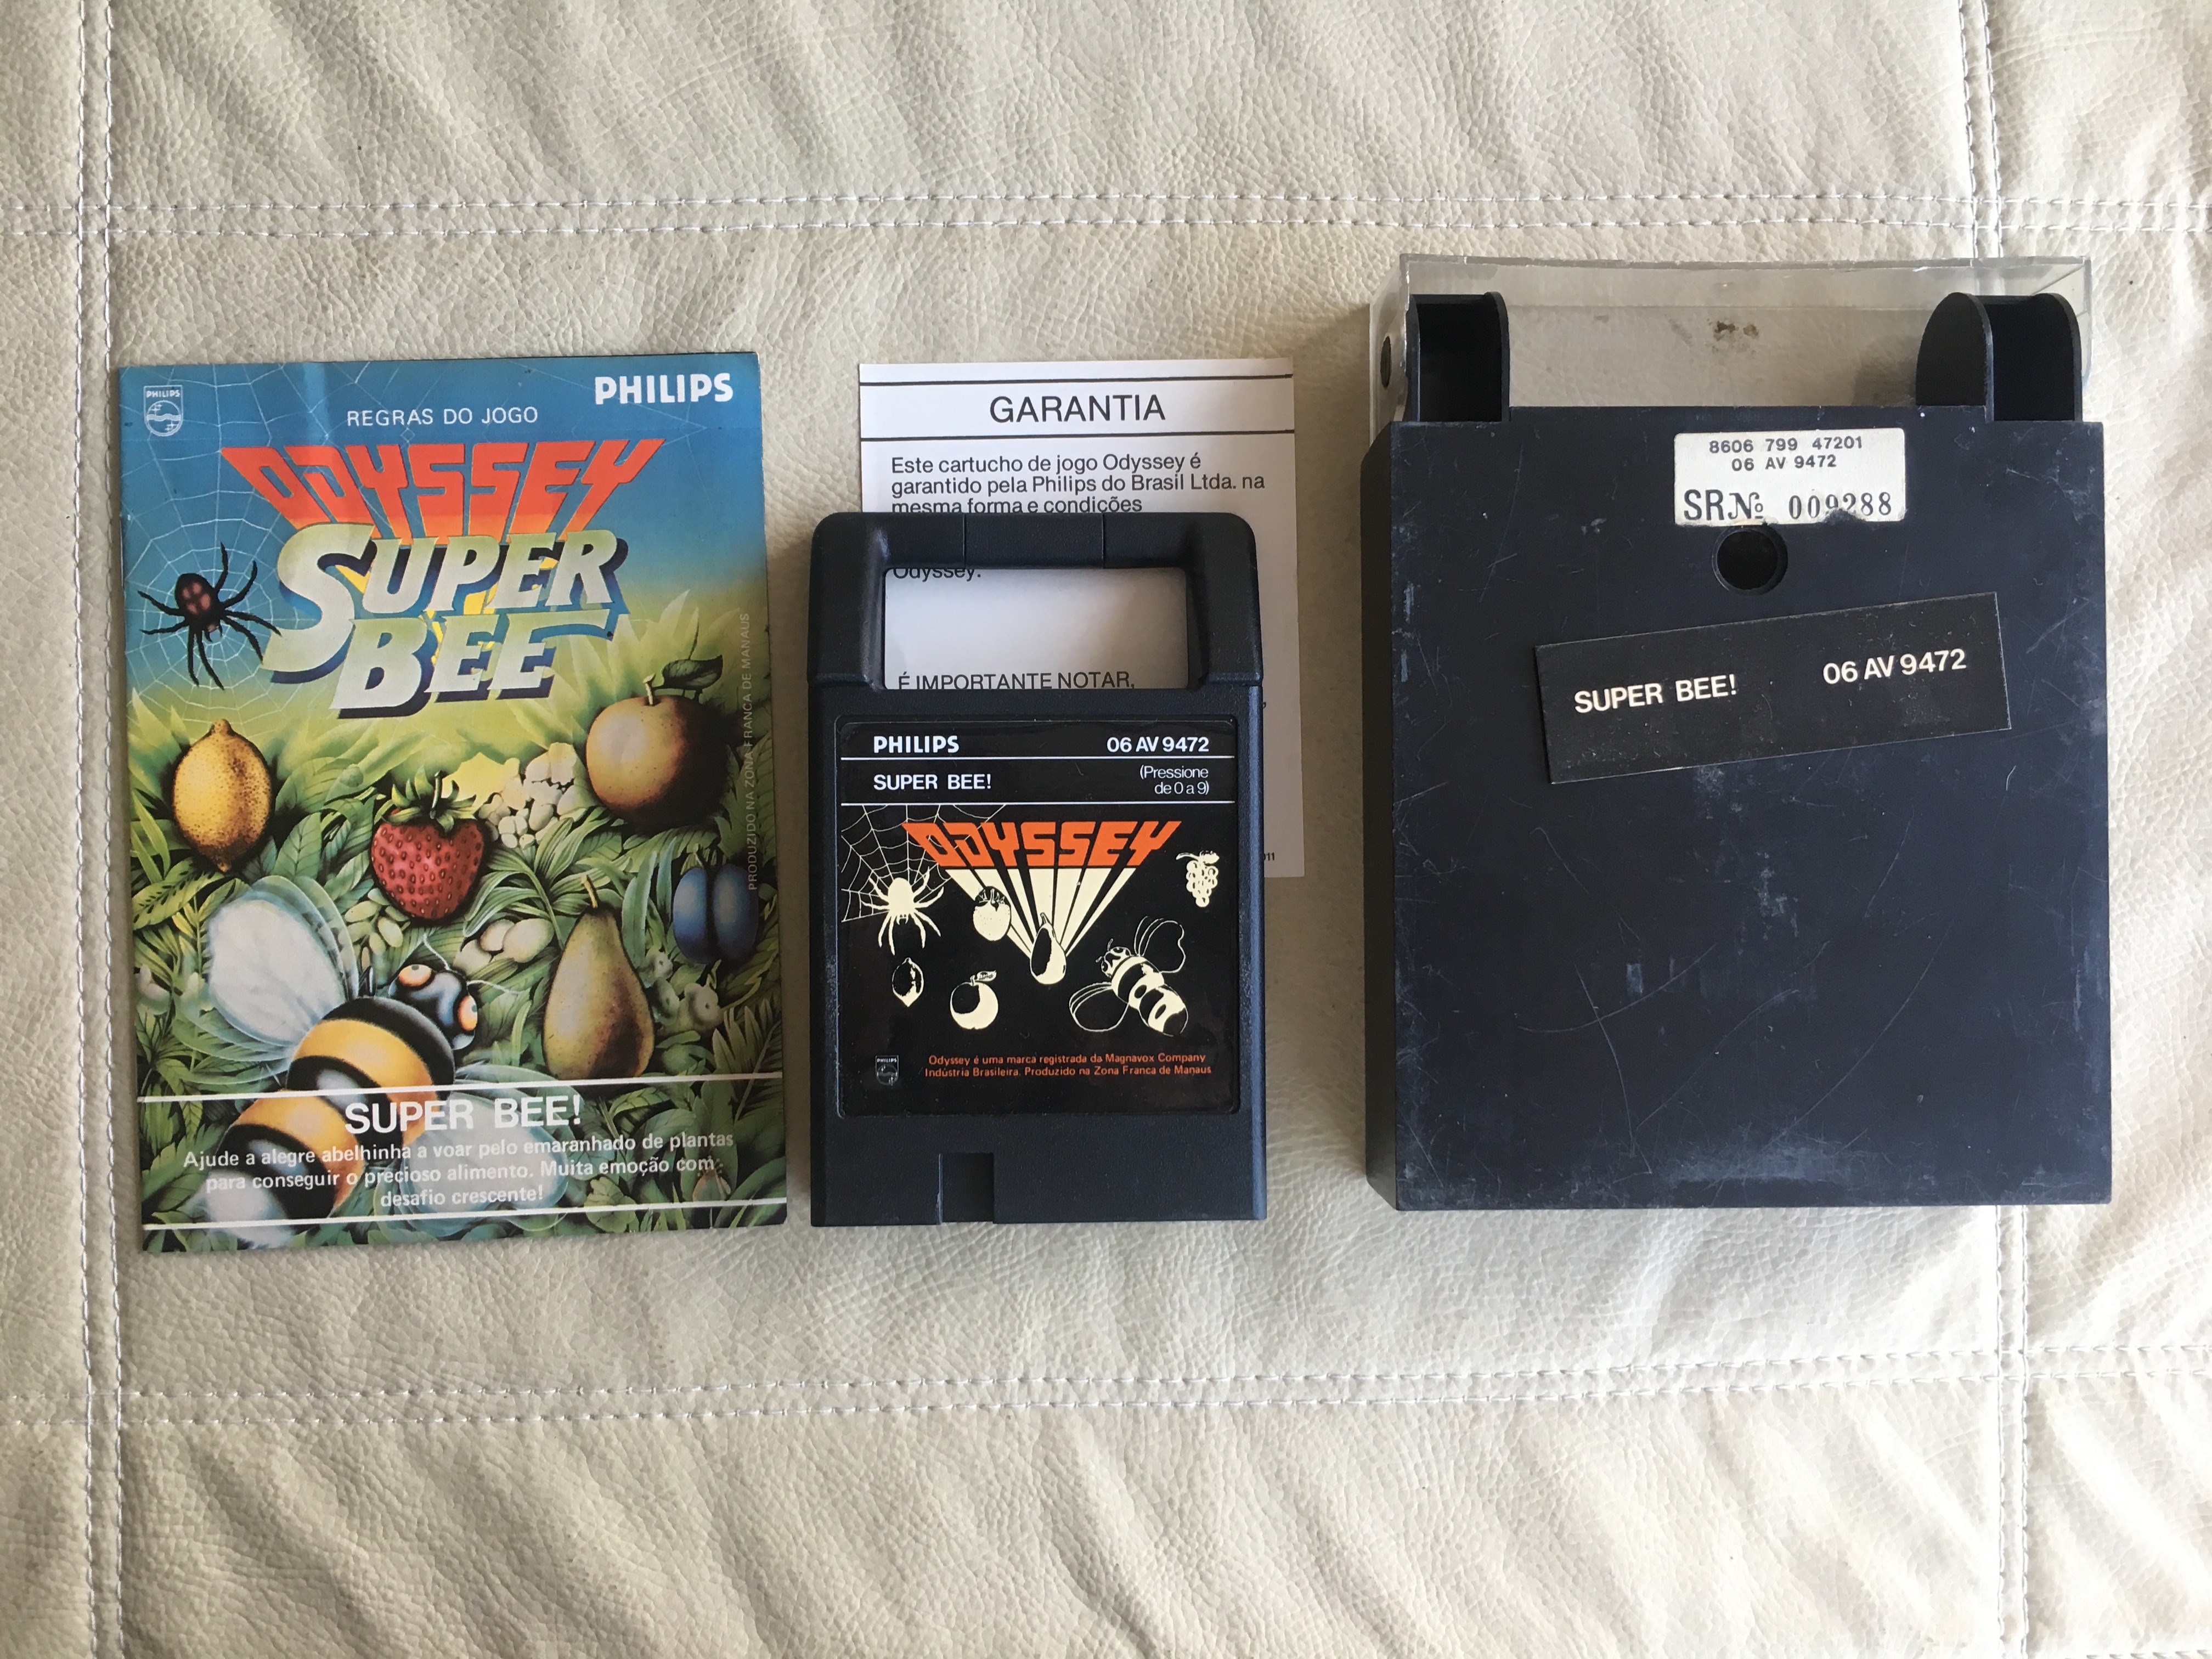 PHILIPS
PHILIPS
REGRAS DO JOGO
ODYSSEY
SUPER
BEE
PRODUZIDO NA ZONA FRANCA DE MANAUS
SUPER BEE!
Ajude a alegre abelhinha a voar pelo emaranhado de plantas
para conseguir o precioso alimento. Muita emoção com
desafio crescente!
GARANTIA
Este cartucho de jogo Odyssey é
garantido pela Philips do Brasil Ltda. na
mesma forma e condições
Odyssey.
É IMPORTANTE NOTAR,
011
PHILIPS 06 AV 9472
SUPER BEE! (Pressione
de 0 a 9)
ODYSSEY
PHILIPS
Odyssey é uma marca registrada da Magnavox Company
Indústria Brasileira. Produzido na Zona Franca de Manaus
8606 799 47201
06 AV 9472
SR.Nº 009288
SUPER BEE! 06 AV 9472